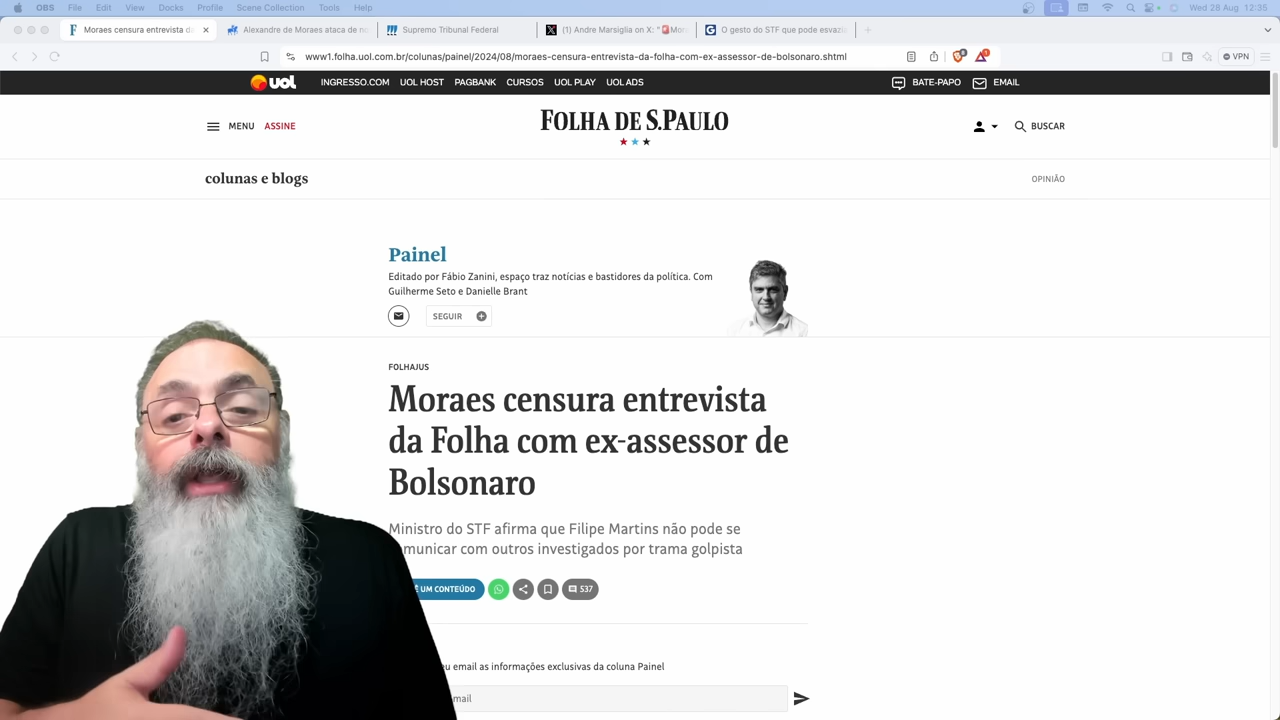 OBS File Edit View Docks Profile Scene Collection Tools Window Help Wed 28 Aug 12:35
Moraes censura entrevista da
Alexandre de Moraes ataca de na
Supremo Tribunal Federal
(1) Andre Marsiglia on X: "🚨Mor
O gesto do STF que pode esvazia
www1.folha.uol.com.br/colunas/painel/2024/08/moraes-censura-entrevista-da-folha-com-ex-assessor-de-bolsonaro.shtml
VPN
UOL INGRESSO.COM UOL HOST PAGBANK CURSOS UOL PLAY UOL ADS BATE-PAPO EMAIL
MENU ASSINE FOLHA DE S.PAULO BUSCAR
colunas e blogs OPINIÃO
Painel
Editado por Fábio Zanini, espaço traz notícias e bastidores da política. Com
Guilherme Seto e Danielle Brant
SEGUIR
FOLHAJUS
Moraes censura entrevista
da Folha com ex-assessor de
Bolsonaro
Ministro do STF afirma que Filipe Martins não pode se
omunicar com outros investigados por trama golpista
Ê UM CONTEÚDO 537
u email as informações exclusivas da coluna Painel
mail